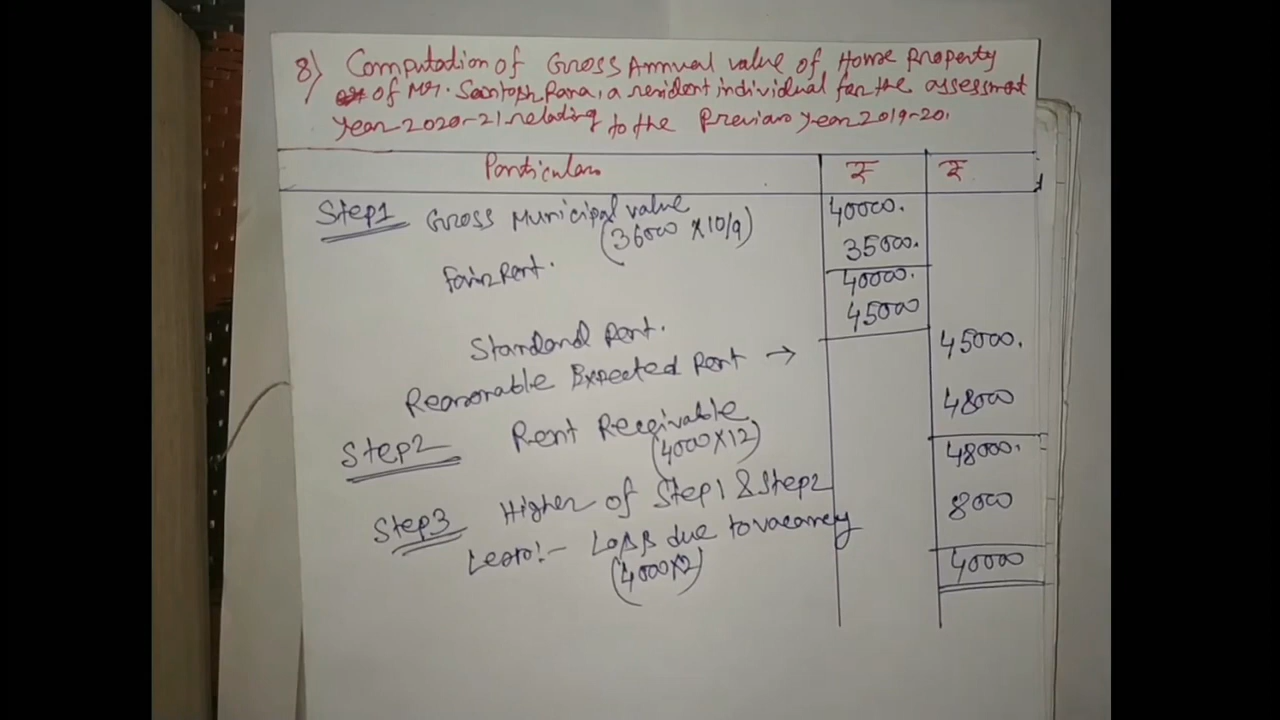 8) Computation of Gross Annual value of House Property
of Mr. Santosh Rana, a resident individual for the assessment
Year 2020-21 relating to the Previous year 2019-20.
Particulars ₹ ₹
Step1 Gross Municipal value 40000.
(36000 X10/9)
Fair Rent. 35000.
40000.
Standard Rent. 45000
Reasonable Expected Rent → 45000.
Step2 Rent Receivable 48000
(4000X12)
Step3 Higher of Step1 & Step2 48000.
Less:- Loss due to vacancy 8000
(4000X2)
40000